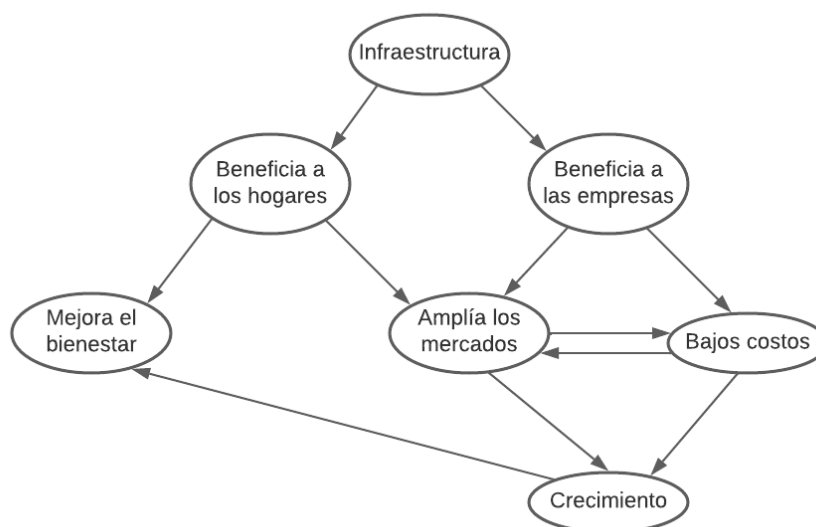 Infraestructura
Beneficia a
los hogares
Beneficia a
las empresas
Mejora el
bienestar
Amplía los
mercados
Bajos costos
Crecimiento